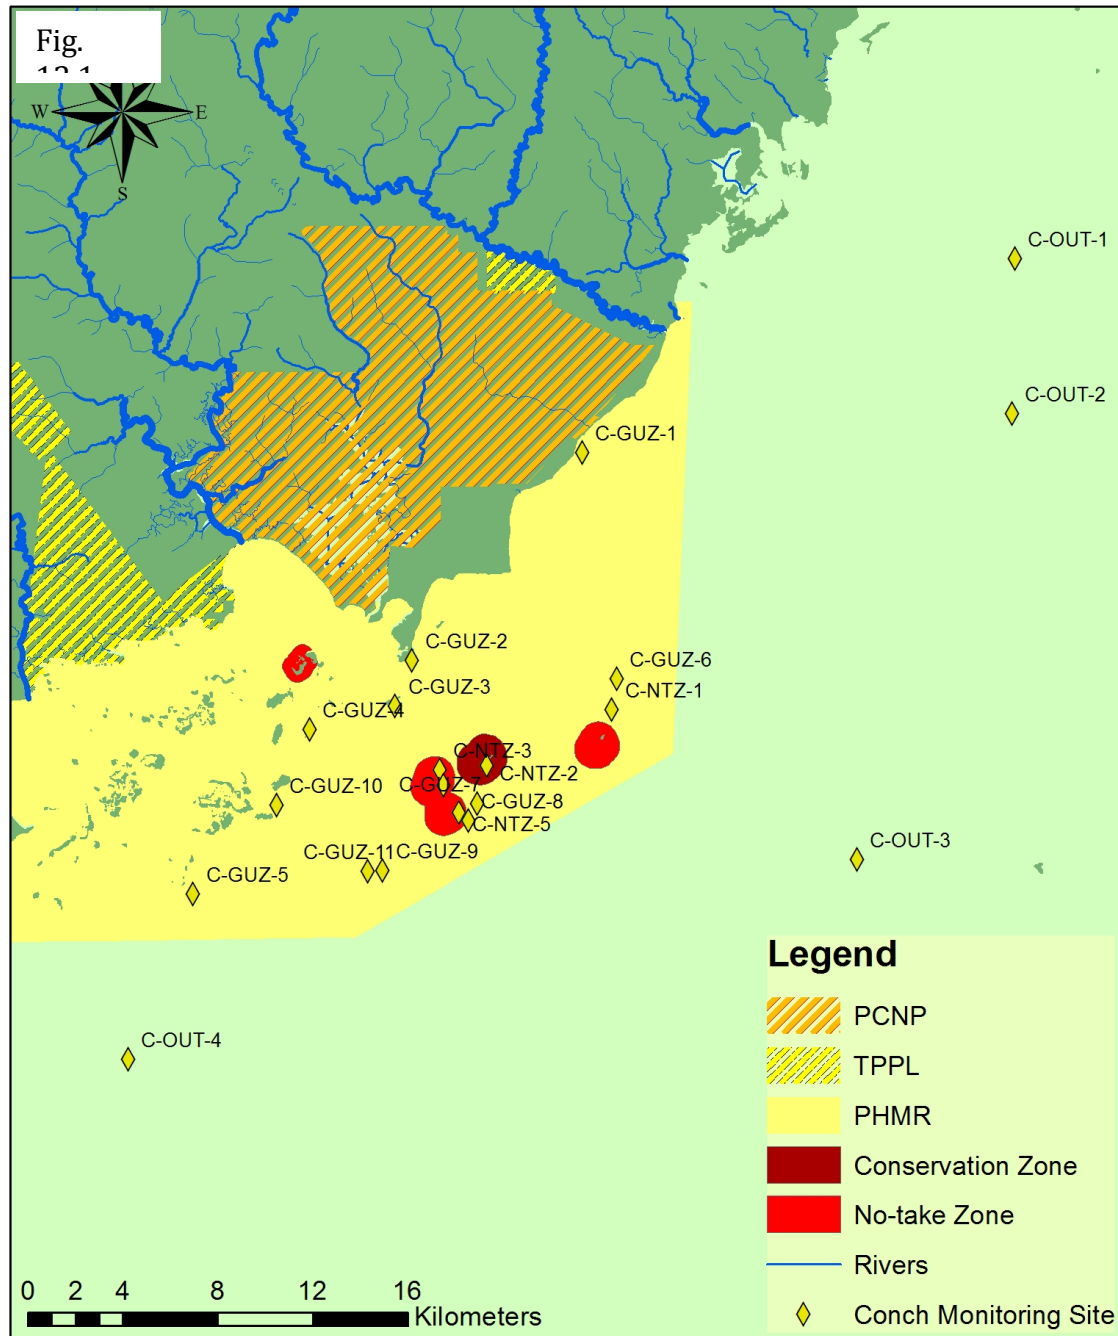 Fig.
W
E
S
C-OUT-1
C-OUT-2
C-GUZ-1
C-GUZ-2
C-GUZ-6
C-GUZ-3
C-NTZ-1
C-GUZ-4
C-NTZ-3
C-NTZ-2
C-GUZ-7
C-GUZ-10
C-GUZ-8
C-NTZ-5
C-GUZ-11
C-GUZ-9
C-OUT-3
C-GUZ-5
C-OUT-4
Legend
PCNP
TPPL
PHMR
Conservation Zone
No-take Zone
Rivers
Conch Monitoring Site
0 2 4 8 12 16
Kilometers